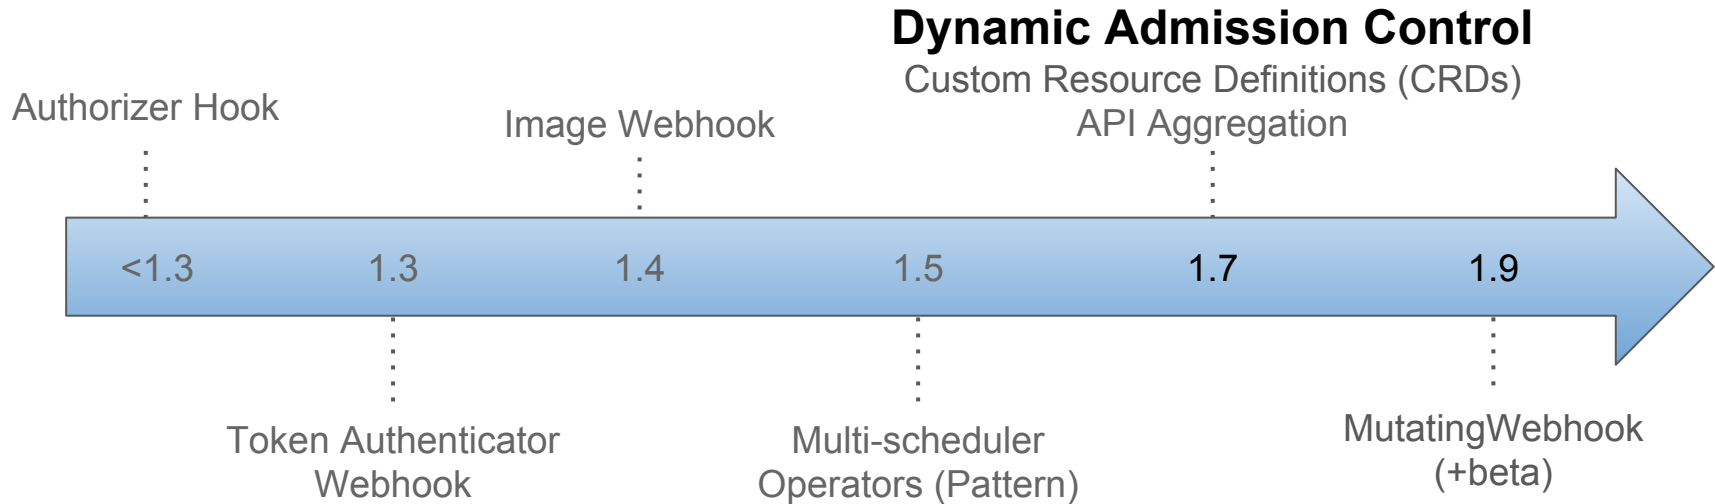 Dynamic Admission Control
Custom Resource Definitions (CRDs)
API Aggregation
Authorizer Hook
Image Webhook
<1.3
1.3
1.4
1.5
1.7
1.9
Token Authenticator
Webhook
Multi-scheduler
Operators (Pattern)
MutatingWebhook
(+beta)